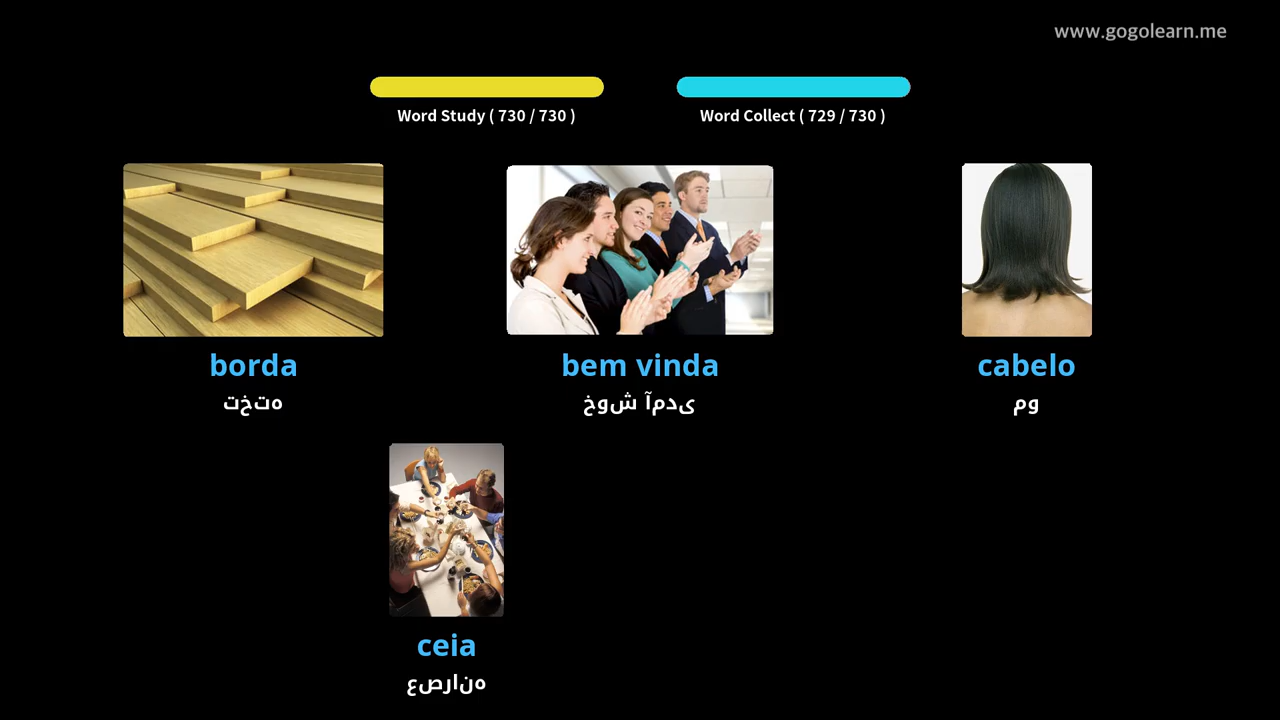 www.gogolearn.me
Word Study ( 730 / 730 )
Word Collect ( 729 / 730 )
borda
bem vinda
cabelo
تخته
خوش آمدی
مو
ceia
عصرانه